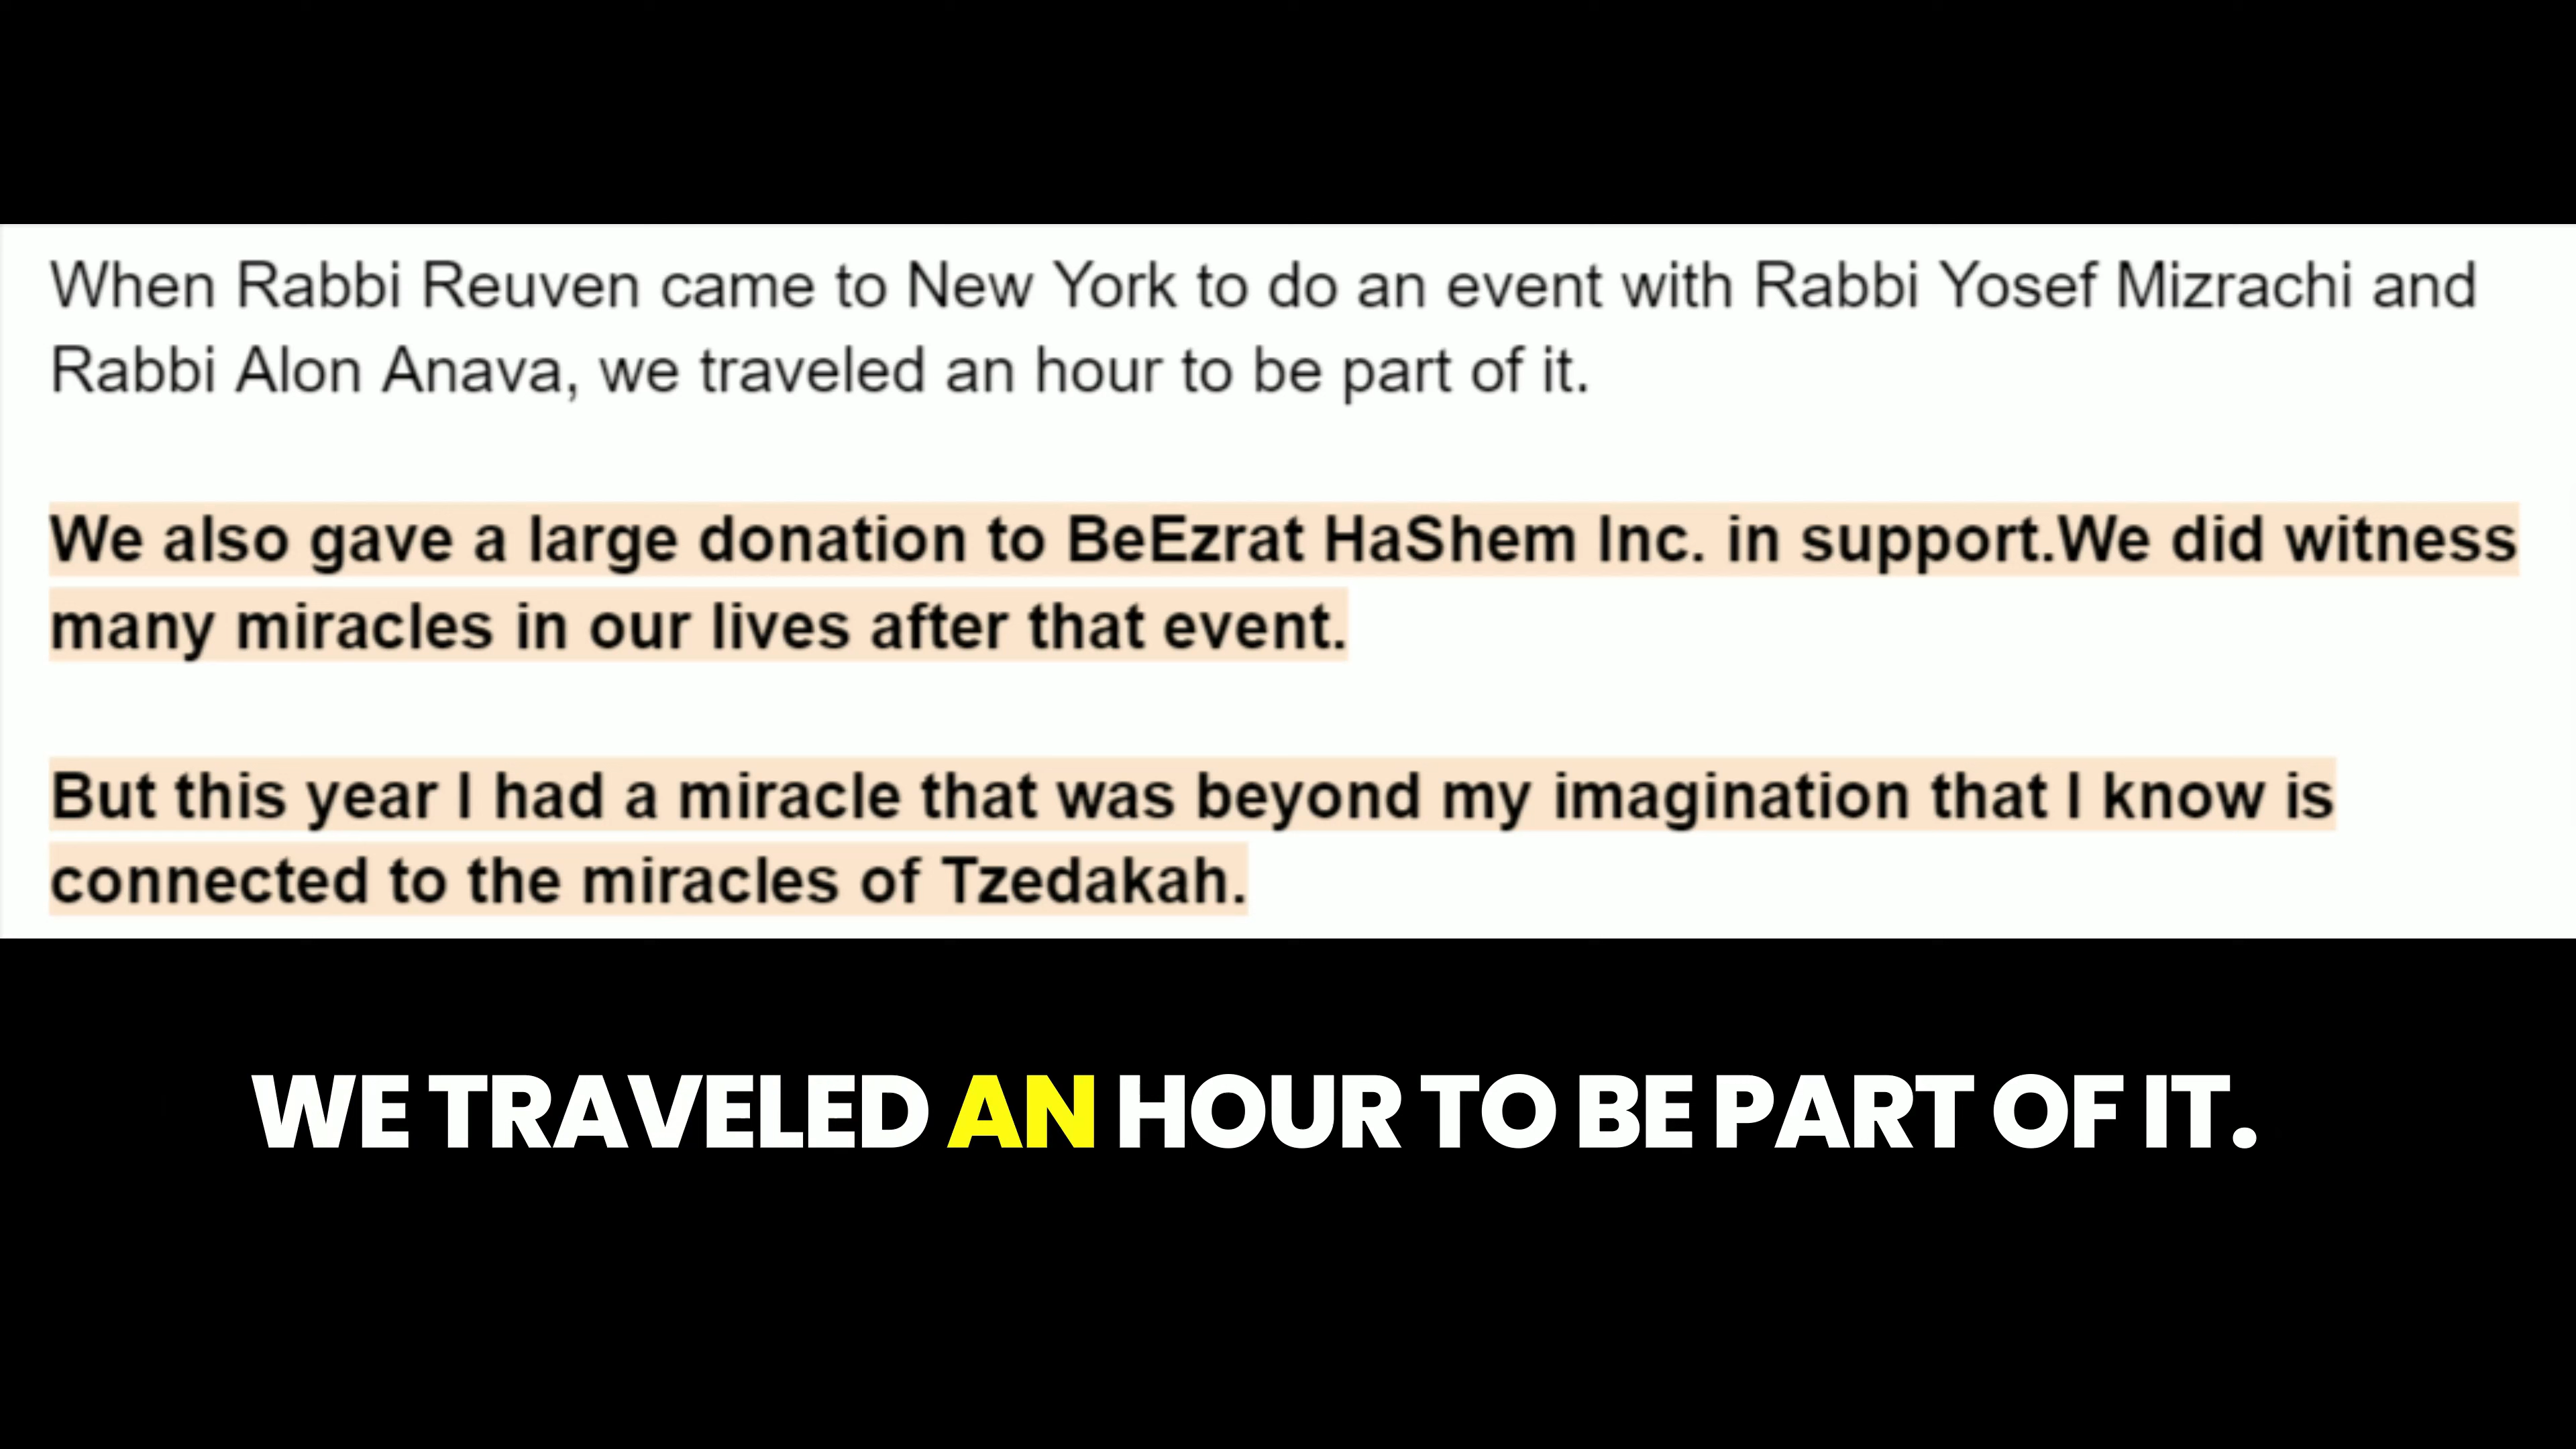 When Rabbi Reuven came to New York to do an event with Rabbi Yosef Mizrachi and
Rabbi Alon Anava, we traveled an hour to be part of it.
We also gave a large donation to BeEzrat HaShem Inc. in support.We did witness
many miracles in our lives after that event.
But this year I had a miracle that was beyond my imagination that I know is
connected to the miracles of Tzedakah.
WE TRAVELED AN HOUR TO BE PART OF IT.